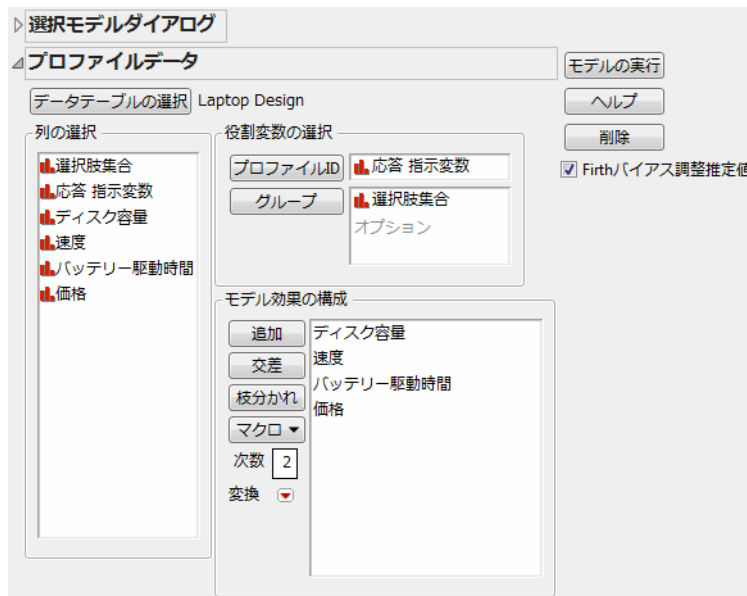 選択モデルダイアログ
プロファイルデータ
モデルの実行
データテーブルの選択 Laptop Design
ヘルプ
列の選択
役割変数の選択
削除
選択肢集合
応答 指示変数
ディスク容量
速度
バッテリー駆動時間
価格
プロファイルID 応答 指示変数
Firthバイアス調整推定値
グループ 選択肢集合
オプション
モデル効果の構成
追加
交差
枝分かれ
マクロ
次数 2
変換
ディスク容量
速度
バッテリー駆動時間
価格